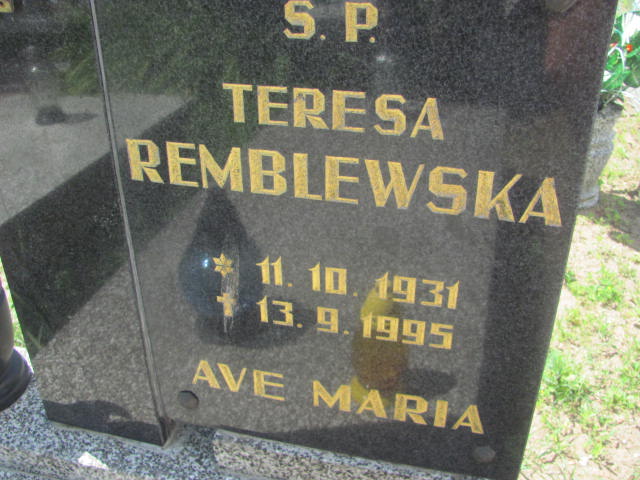 Ś. P.
TERESA
REMBLEWSKA
* 11. 10. 1931
✝ 13. 9. 1995
AVE MARIA